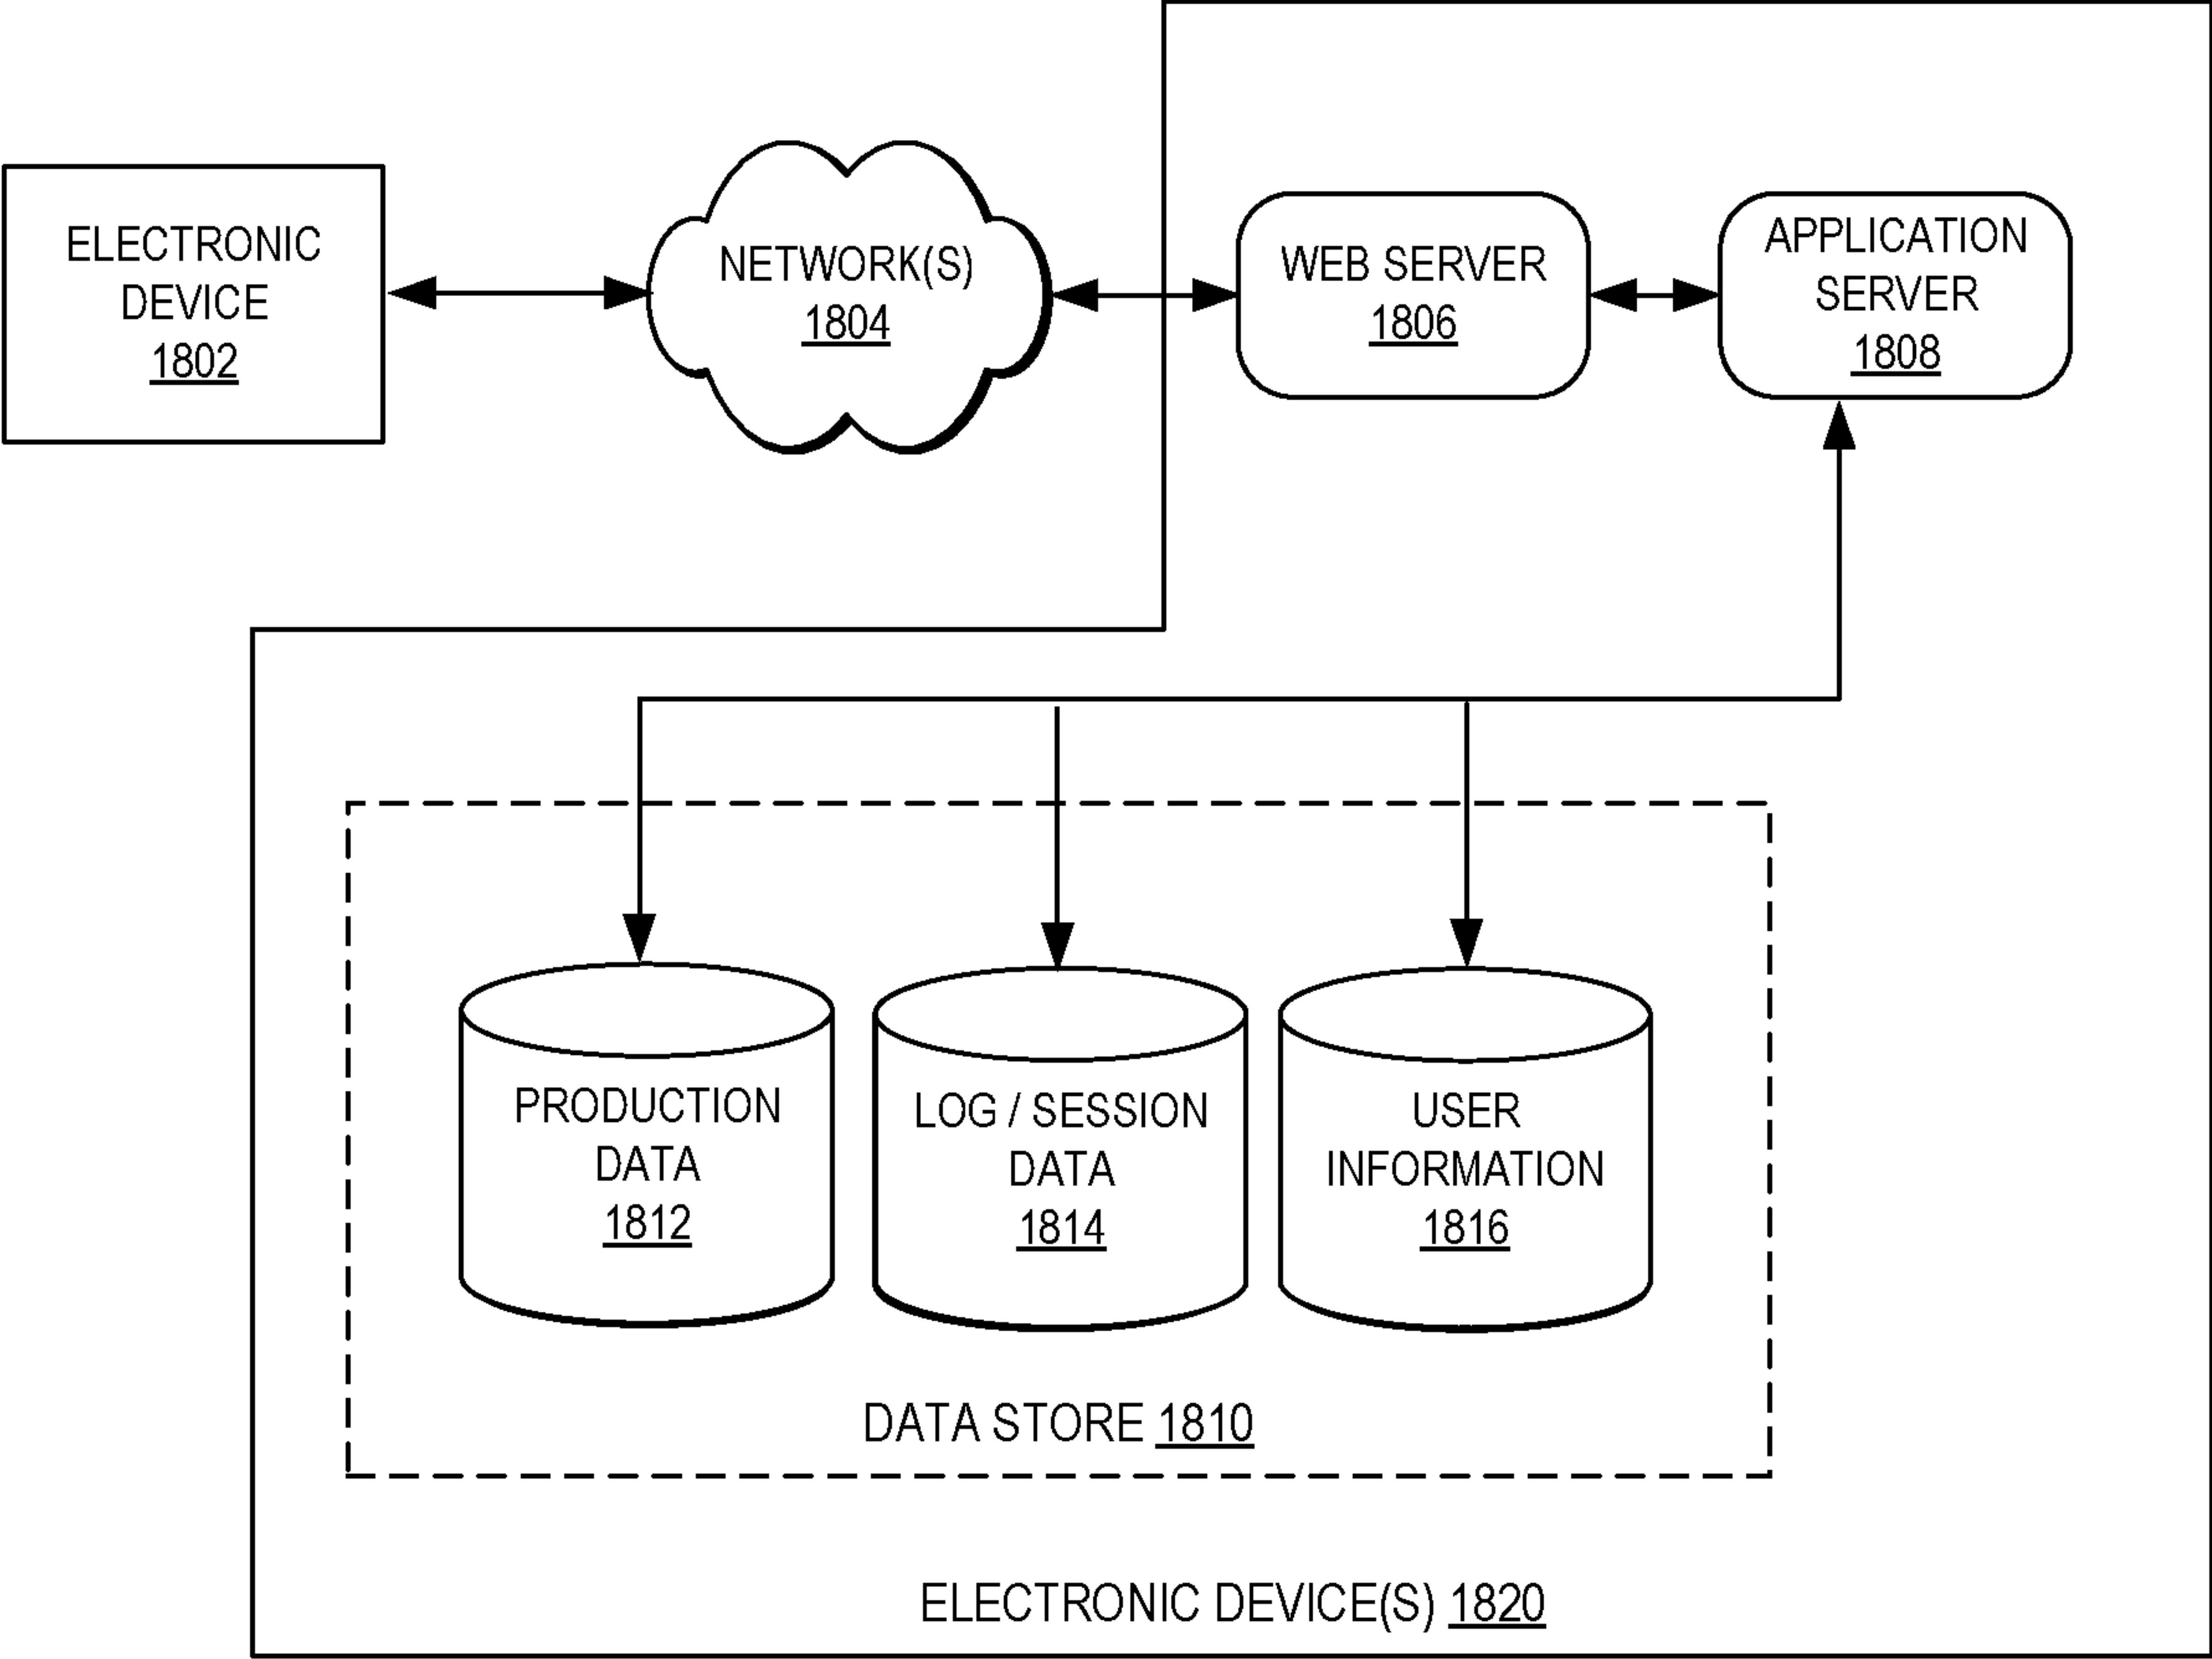 ELECTRONIC
DEVICE
1802
NETWORK(S)
1804
WEB SERVER
1806
APPLICATION
SERVER
1808
PRODUCTION
DATA
1812
LOG / SESSION
DATA
1814
USER
INFORMATION
1816
DATA STORE 1810
ELECTRONIC DEVICE(S) 1820